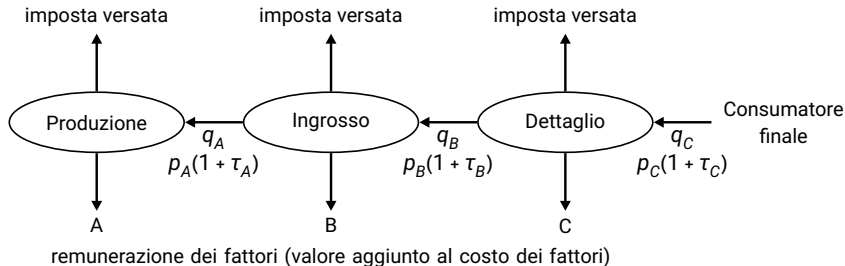 imposta versata imposta versata imposta versata
Produzione Ingrosso Dettaglio Consumatore finale
q_A q_B q_C
p_A(1 + τ_A) p_B(1 + τ_B) p_C(1 + τ_C)
A B C
remunerazione dei fattori (valore aggiunto al costo dei fattori)